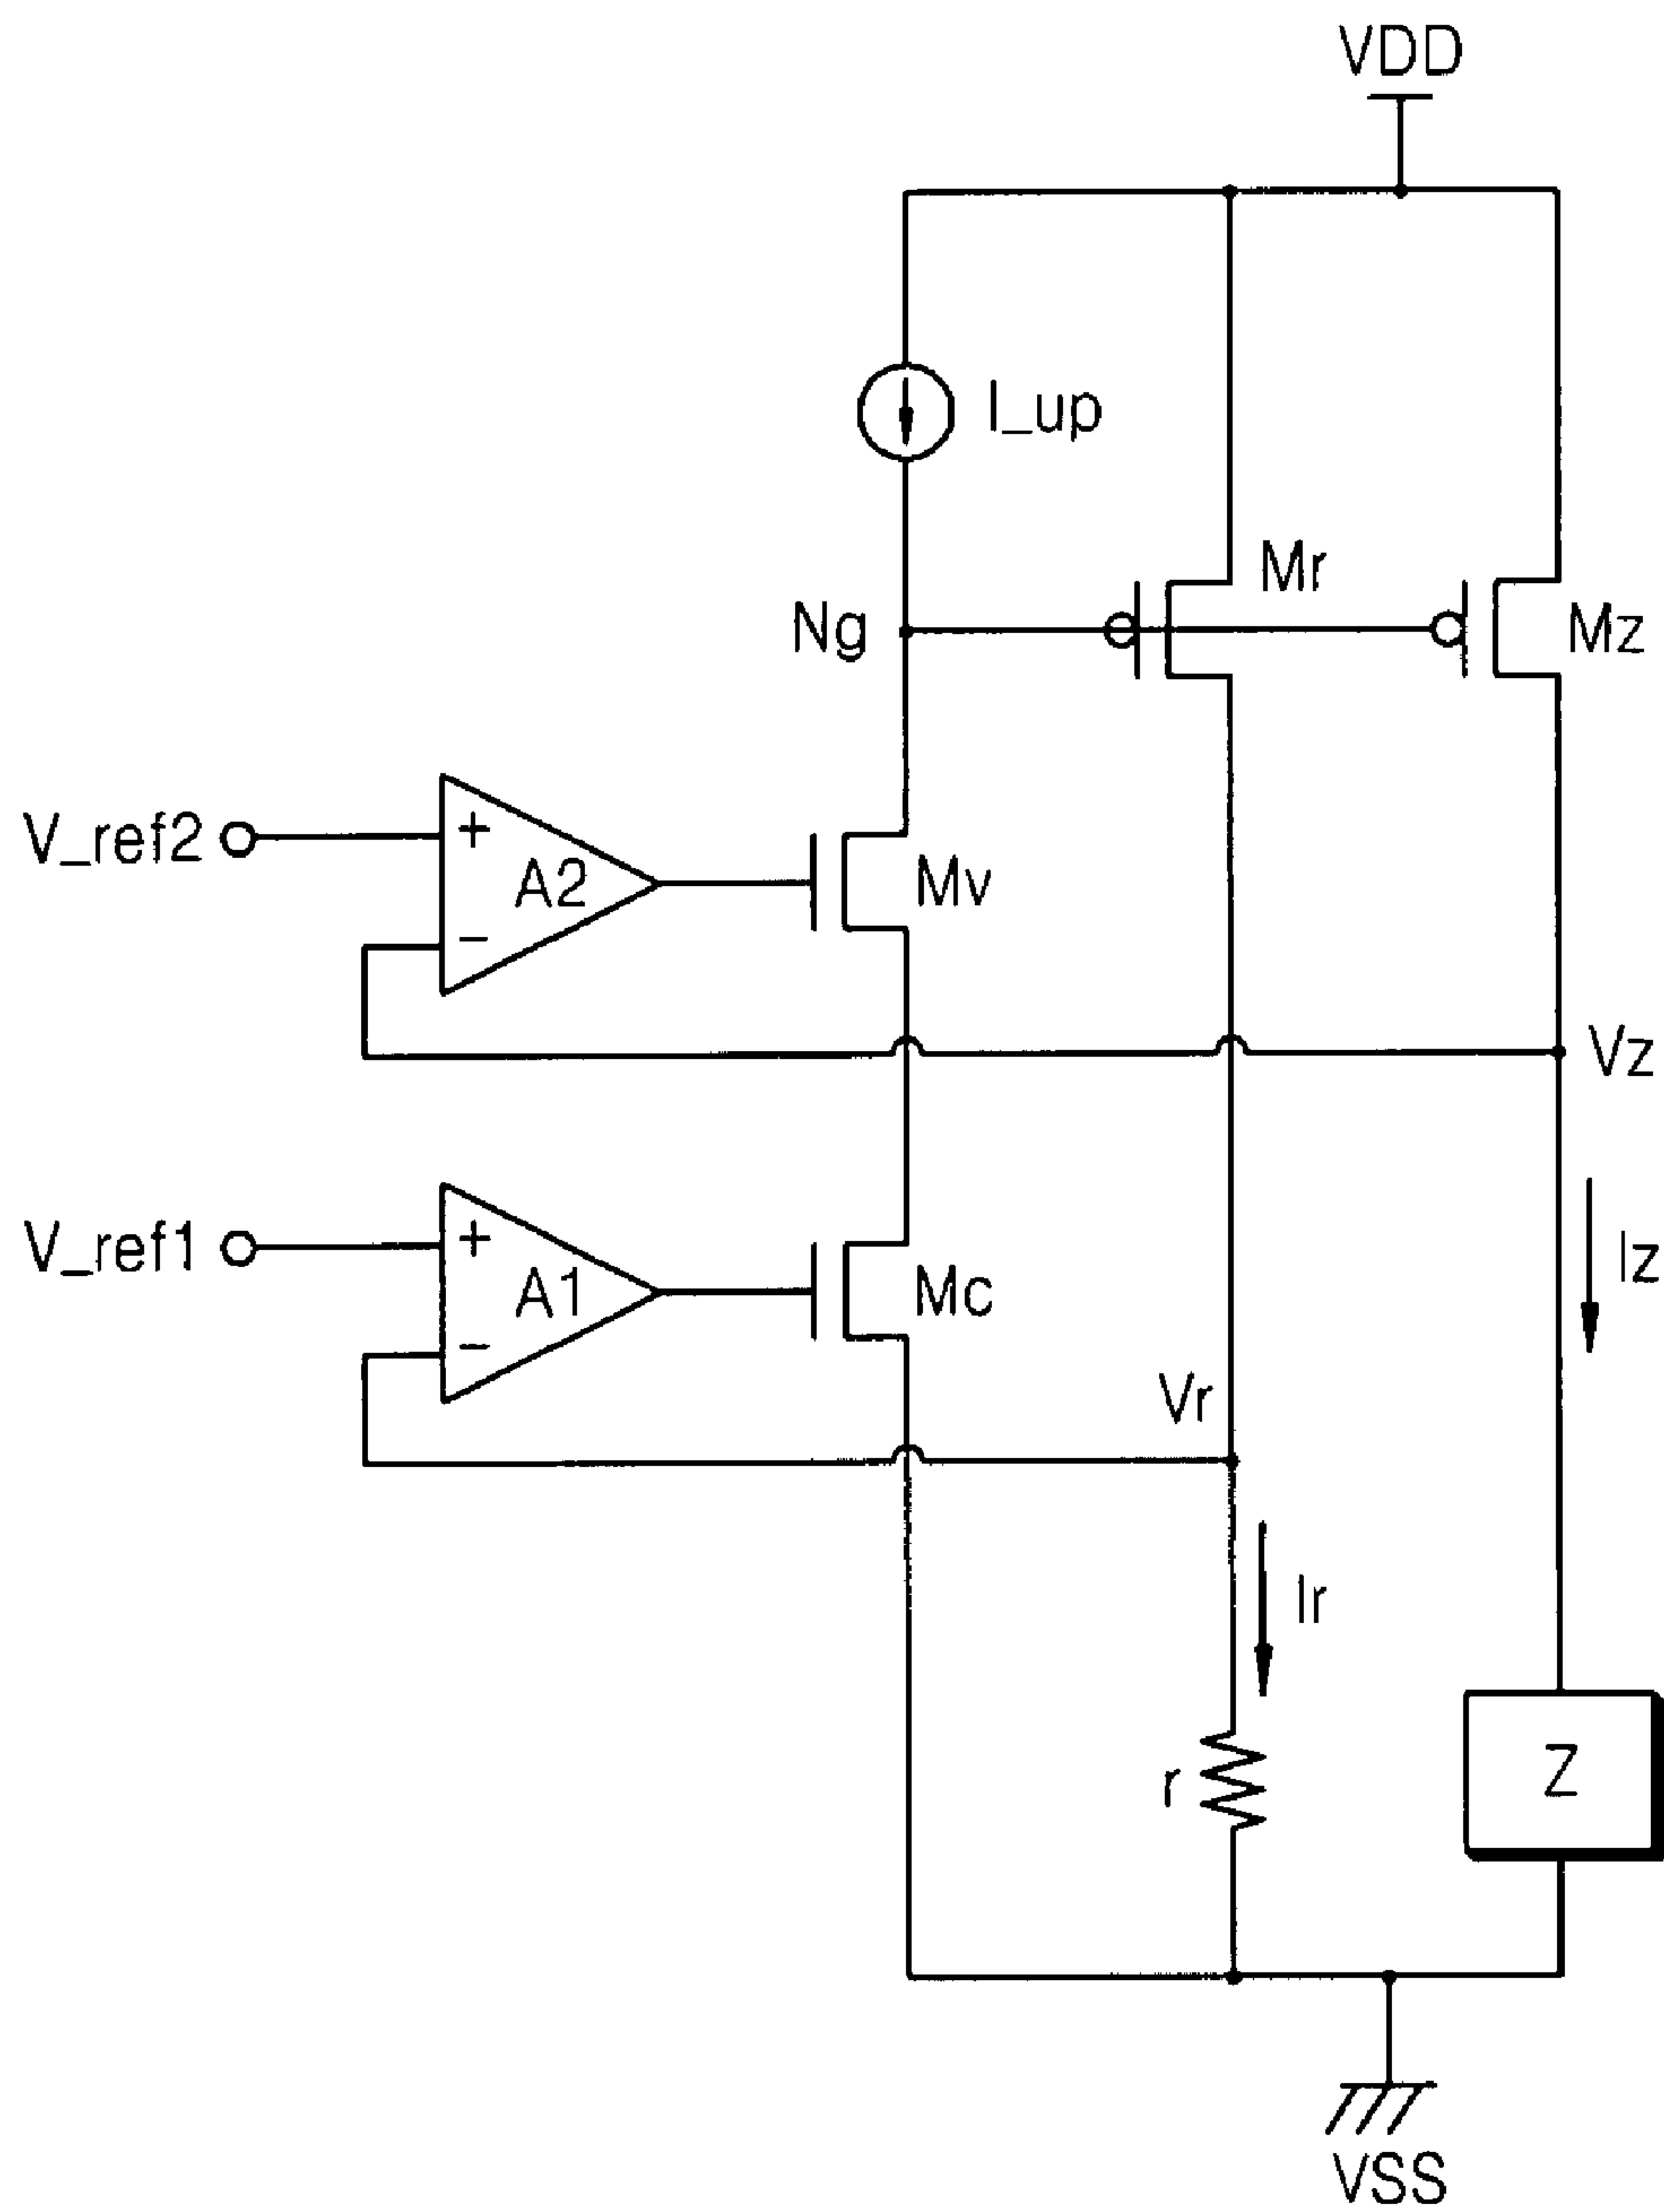 VDD
I_up
Mr
Ng
Mz
V_ref2
+
A2
Mv
−
Vz
V_ref1
+
A1
Mc
−
Iz
Vr
Ir
r
Z
VSS